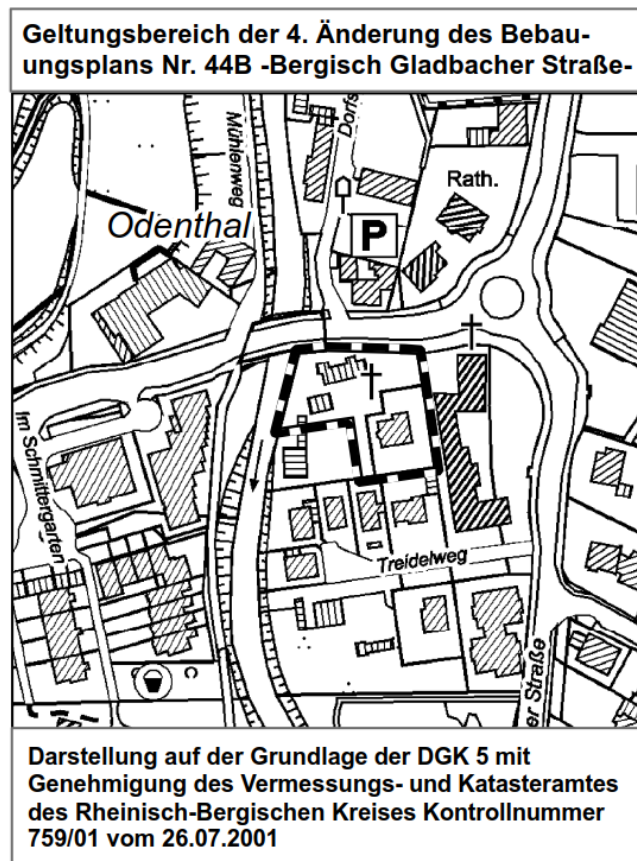 Geltungsbereich der 4. Änderung des Bebau-
ungsplans Nr. 44B -Bergisch Gladbacher Straße-
Mühlenweg
Dorfs
Rath.
Odenthal
P
Im Schmittergarten
Treidelweg
er Straße
C
Darstellung auf der Grundlage der DGK 5 mit
Genehmigung des Vermessungs- und Katasteramtes
des Rheinisch-Bergischen Kreises Kontrollnummer
759/01 vom 26.07.2001